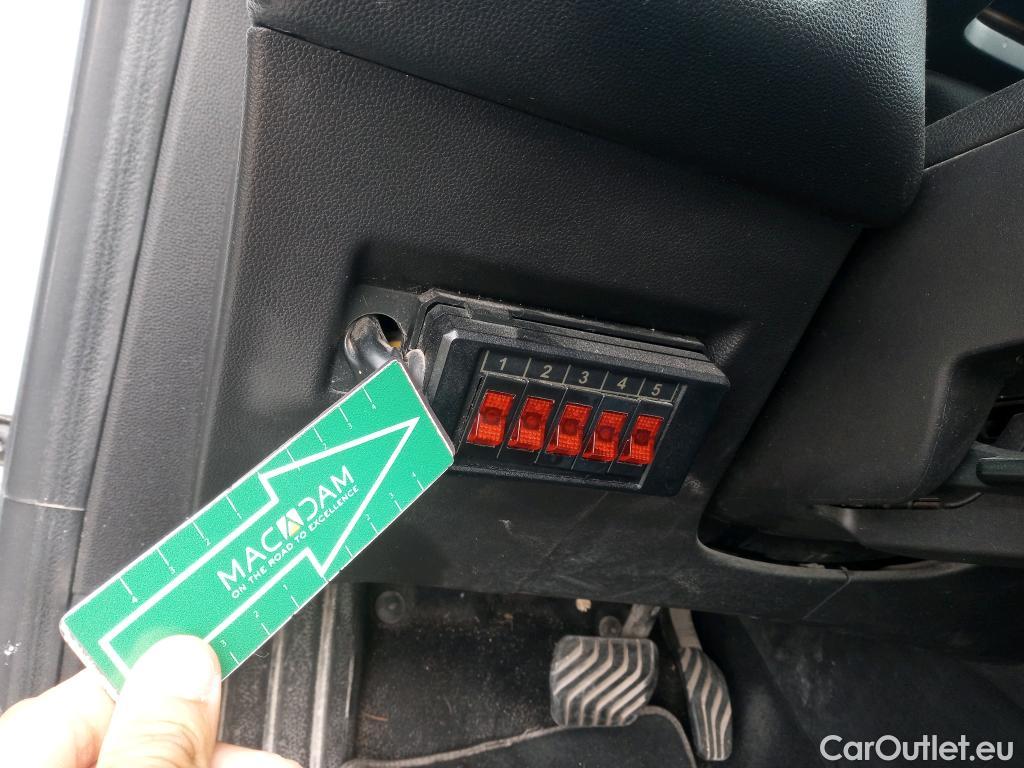 1 2 3 4 5
MACADAM
ON THE ROAD TO EXCELLENCE
CarOutlet.eu